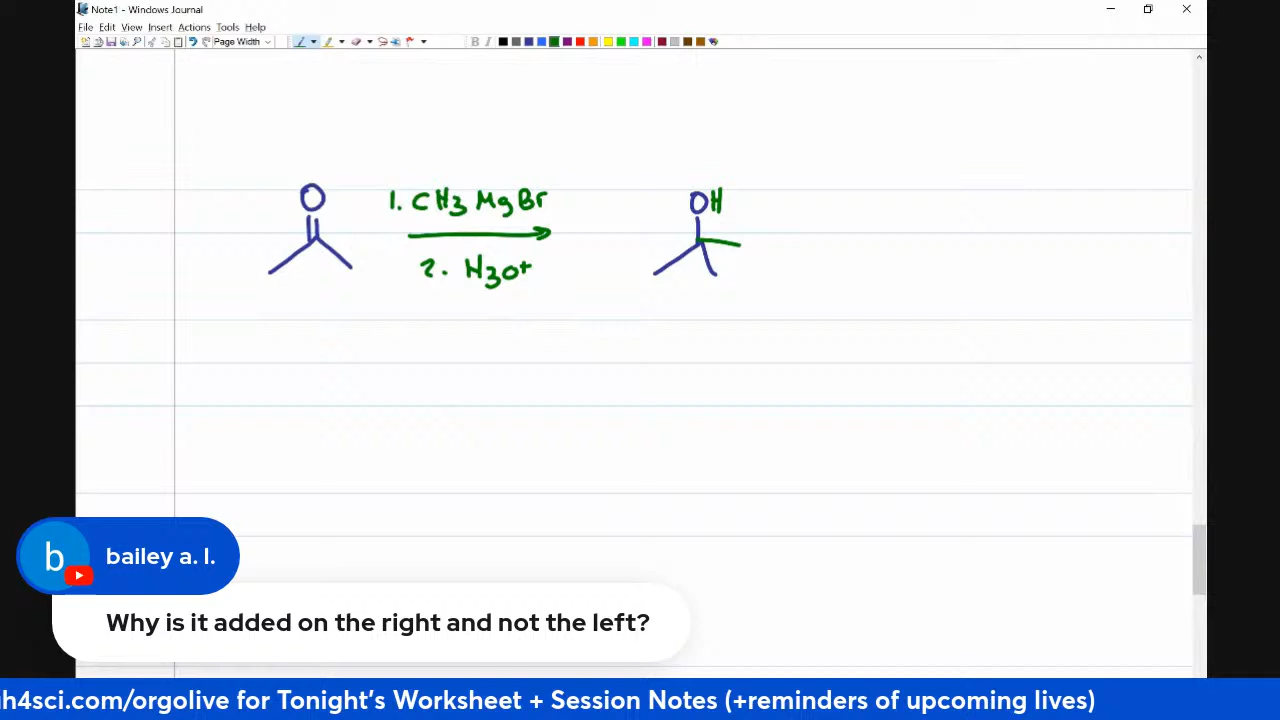 Note1 - Windows Journal
File Edit View Insert Actions Tools Help
Page Width
B I
O
1. CH3 MgBr
2. H3O+
OH
b
bailey a. l.
Why is it added on the right and not the left?
h4sci.com/orgolive for Tonight's Worksheet + Session Notes (+reminders of upcoming lives)